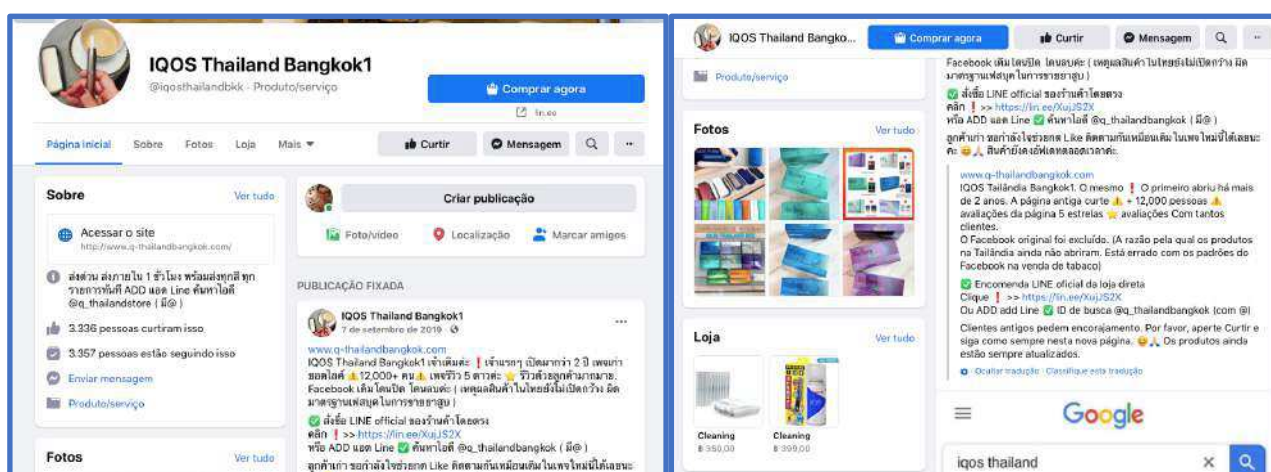 IQOS Thailand Bangkok1
@iqosthailandbkk · Produto/serviço
Comprar agora
lin.ee
Página inicial
Sobre
Fotos
Loja
Mais
Curtir
Mensagem
Sobre
Ver tudo
Acessar o site
http://www.q-thailandbangkok.com/
ส่งด่วน ส่งภายใน 1 ชั่วโมง พร้อมส่งทุกสี ทุก
รายการทันที ADD แอด Line ค้นหาไอดี
@q_thailandstore ( มี@ )
3.336 pessoas curtiram isso
3.357 pessoas estão seguindo isso
Enviar mensagem
Produto/serviço
Fotos
Ver tudo
Criar publicação
Foto/vídeo
Localização
Marcar amigos
PUBLICAÇÃO FIXADA
IQOS Thailand Bangkok1
7 de setembro de 2019
www.q-thailandbangkok.com
IQOS Thailand Bangkok1 เจ้าเดิมค่ะ ❗ เจ้าแรกๆ เปิดมากว่า 2 ปี เพจเก่า
ยอดไลค์ ⚠ 12,000+ คน ⚠ เพจรีวิว 5 ดาวค่ะ ⭐ รีวิวด้วยลูกค้ามากมาย.
Facebook เดิมโดนปิด โดนลบค่ะ ( เหตุผลสินค้าในไทยยังไม่เปิดกว้าง ผิด
มาตรฐานเฟสบุคในการขายยาสูบ )
✅ สั่งซื้อ LINE official ของร้านค้าโดยตรง
คลิก ❗ >> https://lin.ee/XujJS2X
หรือ ADD แอด Line ✅ ค้นหาไอดี @q_thailandbangkok ( มี@ )
ลูกค้าเก่า ขอกำลังใจช่วยกด Like ติดตามกันเหมือนเดิมในเพจใหม่นี้ได้เลยนะ
IQOS Thailand Bangko...
Comprar agora
Curtir
Mensagem
Produto/serviço
Fotos
Ver tudo
Loja
Ver tudo
Cleaning
฿ 350,00
Cleaning
฿ 399,00
Facebook เดิมโดนปิด โดนลบค่ะ ( เหตุผลสินค้าในไทยยังไม่เปิดกว้าง ผิด
มาตรฐานเฟสบุคในการขายยาสูบ )
✅ สั่งซื้อ LINE official ของร้านค้าโดยตรง
คลิก ❗ >> https://lin.ee/XujJS2X
หรือ ADD แอด Line ✅ ค้นหาไอดี @q_thailandbangkok ( มี@ )
ลูกค้าเก่า ขอกำลังใจช่วยกด Like ติดตามกันเหมือนเดิมในเพจใหม่นี้ได้เลยนะ
คะ 😄🙏 สินค้ายังคงอัฟเดทตลอดเวลาค่ะ.
www.q-thailandbangkok.com
IQOS Tailândia Bangkok1. O mesmo ❗ O primeiro abriu há mais
de 2 anos. A página antiga curte ⚠ + 12,000 pessoas ⚠
avaliações da página 5 estrelas ⭐ avaliações Com tantos
clientes.
O Facebook original foi excluído. (A razão pela qual os produtos
na Tailândia ainda não abriram. Está errado com os padrões do
Facebook na venda de tabaco)
✅ Encomenda LINE oficial da loja direta
Clique ❗ >> https://lin.ee/XujJS2X
Ou ADD add Line ✅ ID de busca @q_thailandbangkok (com @)
Clientes antigos pedem encorajamento. Por favor, aperte Curtir e
siga como sempre nesta nova página. 😄🙏 Os produtos ainda
estão sempre atualizados.
Ocultar tradução · Classifique esta tradução
Google
iqos thailand